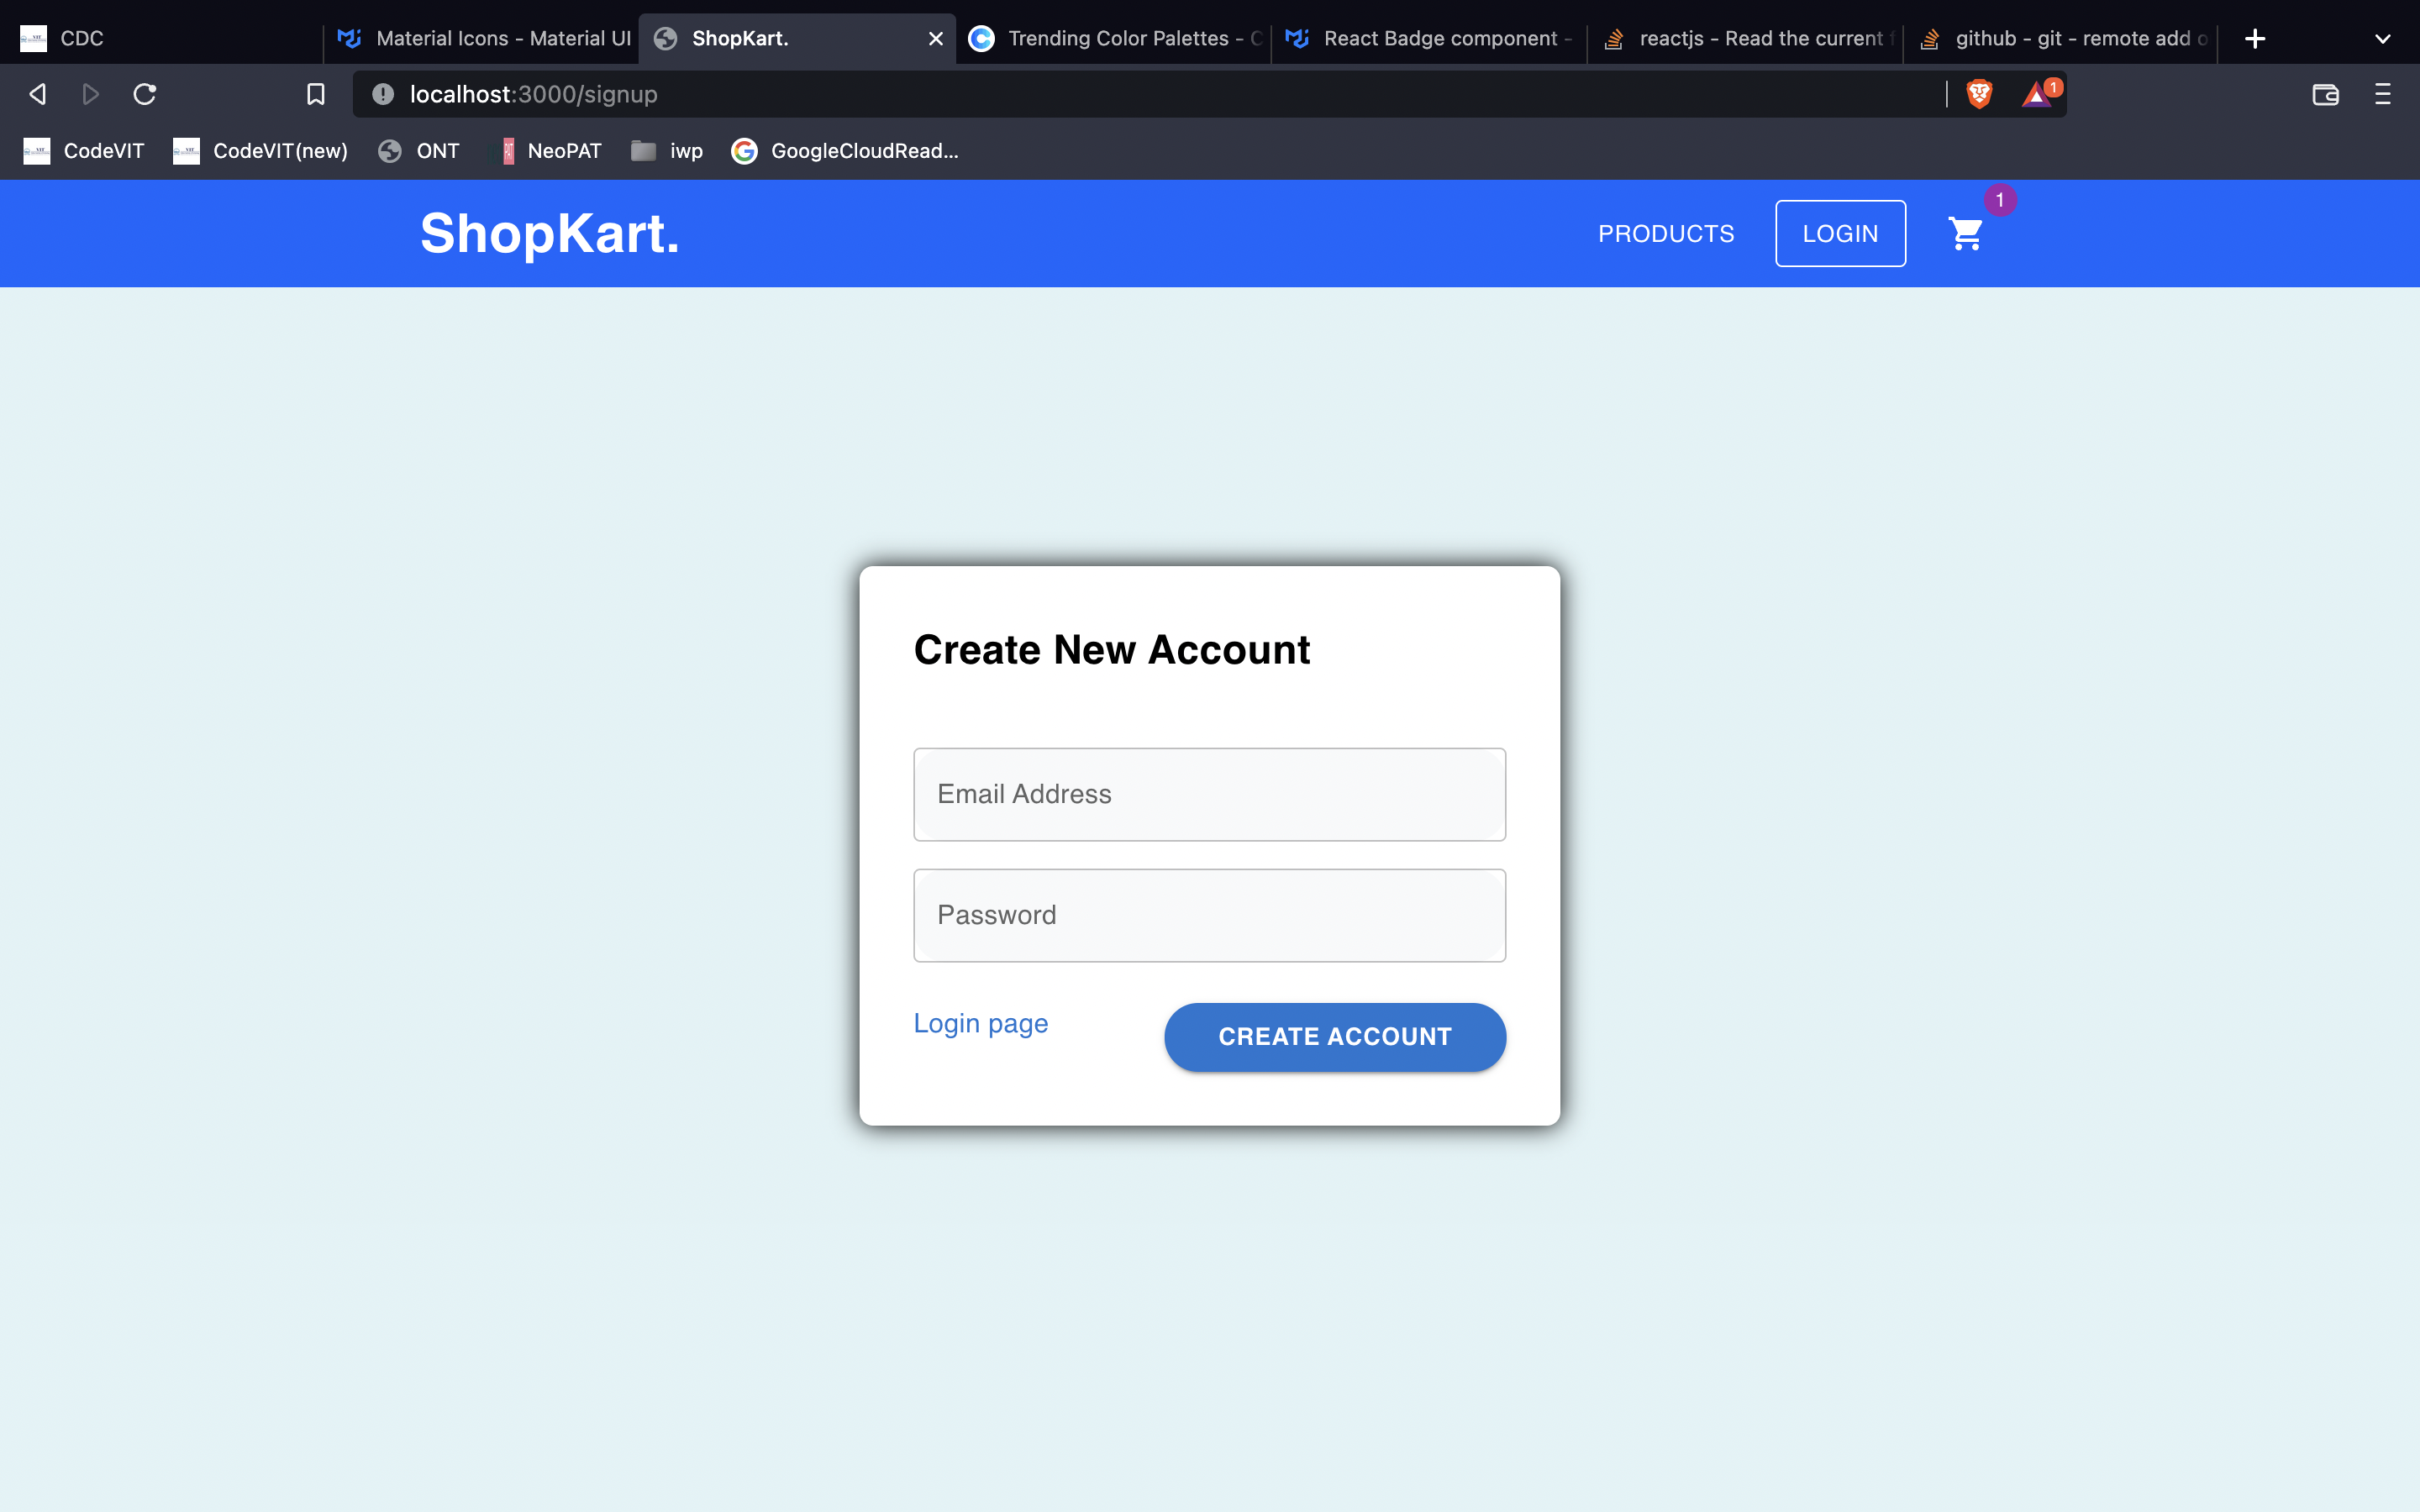 CDC
Material Icons - Material UI
ShopKart.
Trending Color Palettes - C
React Badge component -
reactjs - Read the current
github - git - remote add o
localhost:3000/signup
1
CodeVIT
CodeVIT(new)
ONT
NeoPAT
iwp
GoogleCloudRead...
ShopKart.
PRODUCTS
LOGIN
1
Create New Account
Email Address
Password
Login page
CREATE ACCOUNT